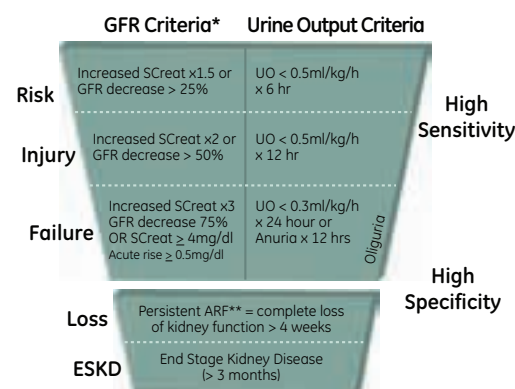 GFR Criteria* Urine Output Criteria
Risk
Increased SCreat x1.5 or
GFR decrease > 25%
UO < 0.5ml/kg/h
x 6 hr
High
Sensitivity
Injury
Increased SCreat x2 or
GFR decrease > 50%
UO < 0.5ml/kg/h
x 12 hr
Failure
Increased SCreat x3
GFR decrease 75%
OR SCreat ≥ 4mg/dl
Acute rise ≥ 0.5mg/dl
UO < 0.3ml/kg/h
x 24 hour or
Anuria x 12 hrs
Oliguria
High
Specificity
Loss
Persistent ARF** = complete loss
of kidney function > 4 weeks
ESKD
End Stage Kidney Disease
(> 3 months)